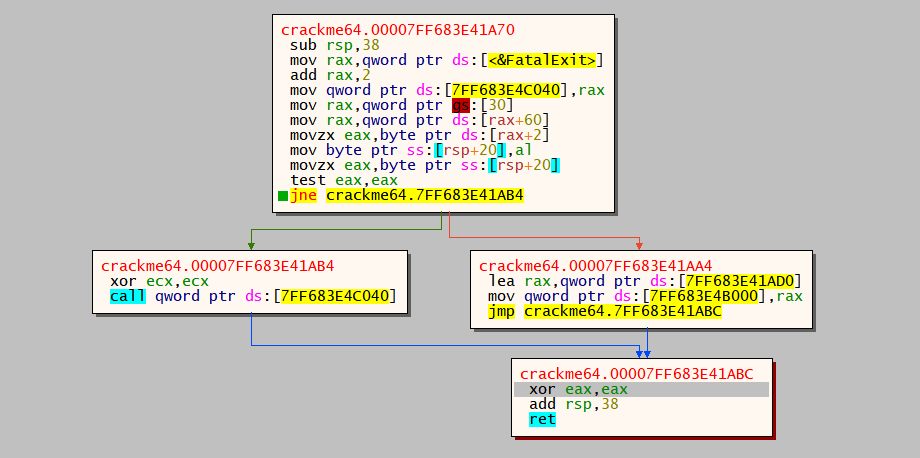 crackme64.00007FF683E41A70
sub rsp,38
mov rax,qword ptr ds:[<&FatalExit>]
add rax,2
mov qword ptr ds:[7FF683E4C040],rax
mov rax,qword ptr gs:[30]
mov rax,qword ptr ds:[rax+60]
movzx eax,byte ptr ds:[rax+2]
mov byte ptr ss:[rsp+20],al
movzx eax,byte ptr ss:[rsp+20]
test eax,eax
jne crackme64.7FF683E41AB4
crackme64.00007FF683E41AB4
xor ecx,ecx
call qword ptr ds:[7FF683E4C040]
crackme64.00007FF683E41AA4
lea rax,qword ptr ds:[7FF683E41AD0]
mov qword ptr ds:[7FF683E4B000],rax
jmp crackme64.7FF683E41ABC
crackme64.00007FF683E41ABC
xor eax,eax
add rsp,38
ret